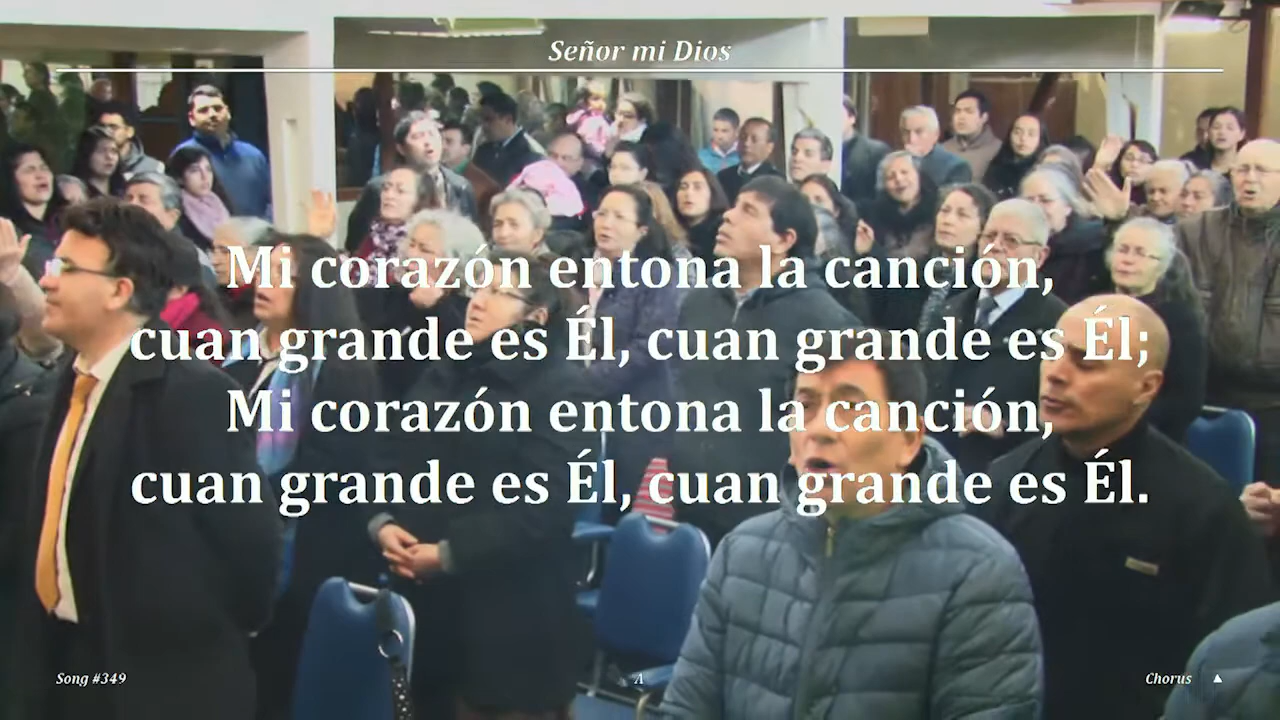 Señor mi Dios
Mi corazón entona la canción,
cuan grande es Él, cuan grande es Él;
Mi corazón entona la canción,
cuan grande es Él, cuan grande es Él.
Song #349
A
Chorus ▲